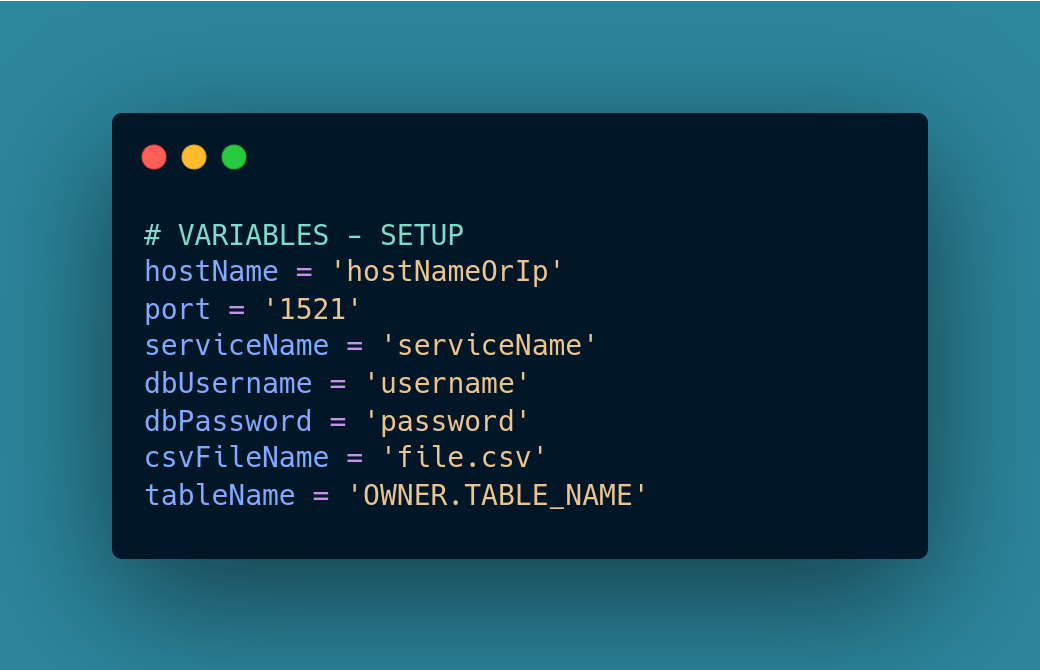 # VARIABLES - SETUP
hostName = 'hostNameOrIp'
port = '1521'
serviceName = 'serviceName'
dbUsername = 'username'
dbPassword = 'password'
csvFileName = 'file.csv'
tableName = 'OWNER.TABLE_NAME'